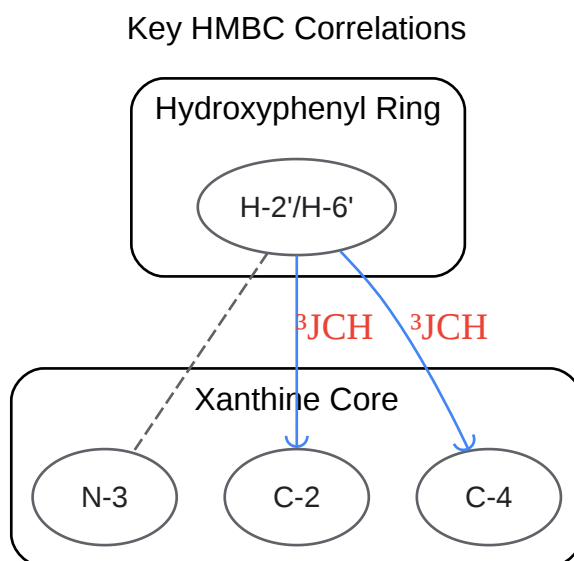 Key HMBC Correlations
Hydroxyphenyl Ring
H-2'/H-6'
³JCH ³JCH
Xanthine Core
N-3 C-2 C-4